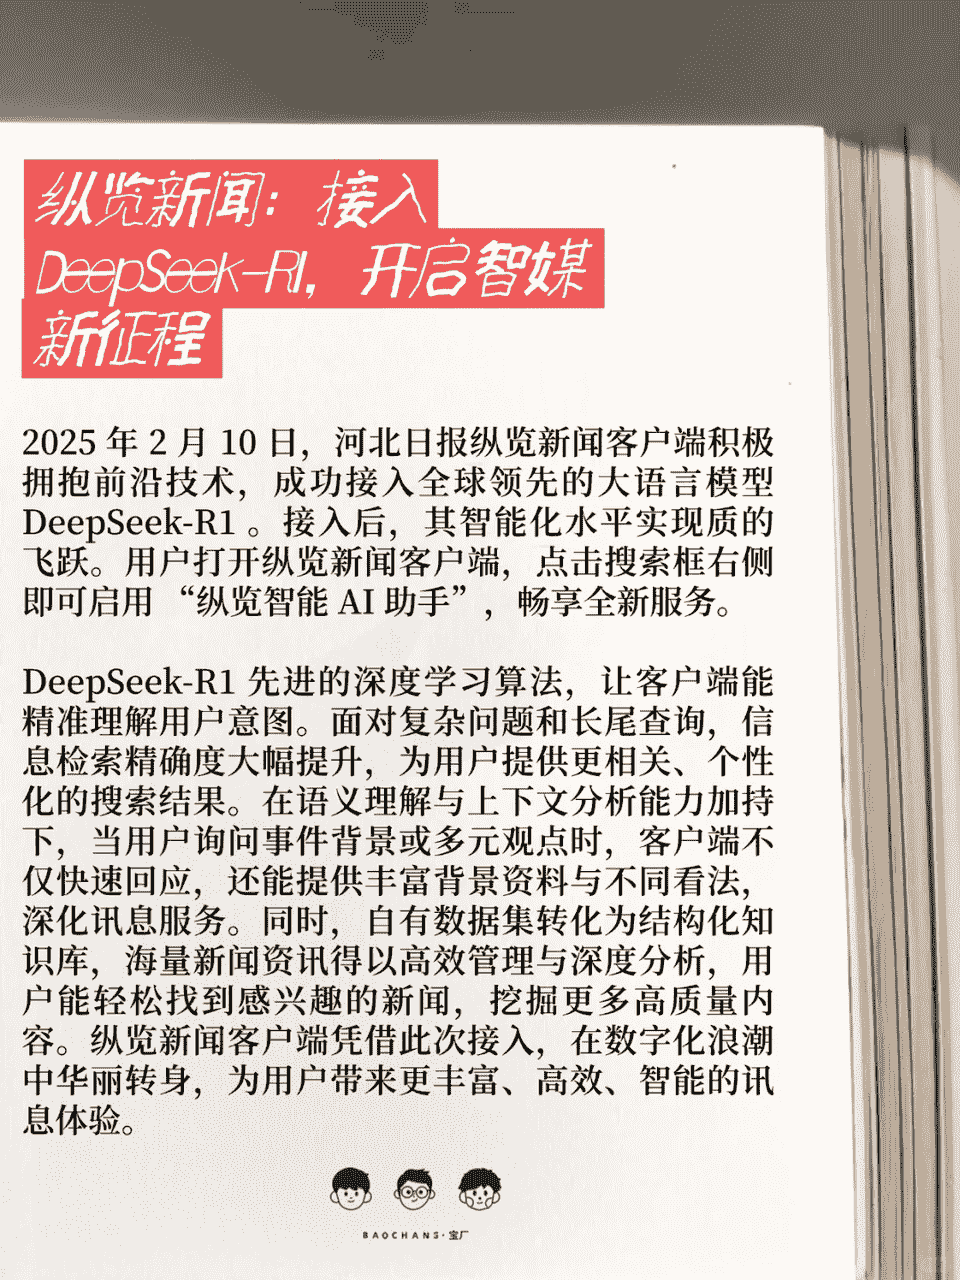 纵览新闻：接入
DeepSeek-R1，开启智媒
新征程
2025 年 2 月 10 日，河北日报纵览新闻客户端积极
拥抱前沿技术，成功接入全球领先的大语言模型
DeepSeek-R1 。接入后，其智能化水平实现质的
飞跃。用户打开纵览新闻客户端，点击搜索框右侧
即可启用 “纵览智能 AI 助手” ，畅享全新服务。
DeepSeek-R1 先进的深度学习算法，让客户端能
精准理解用户意图。面对复杂问题和长尾查询，信
息检索精确度大幅提升，为用户提供更相关、个性
化的搜索结果。在语义理解与上下文分析能力加持
下，当用户询问事件背景或多元观点时，客户端不
仅快速回应，还能提供丰富背景资料与不同看法，
深化讯息服务。同时，自有数据集转化为结构化知
识库，海量新闻资讯得以高效管理与深度分析，用
户能轻松找到感兴趣的新闻，挖掘更多高质量内
容。纵览新闻客户端凭借此次接入，在数字化浪潮
中华丽转身，为用户带来更丰富、高效、智能的讯
息体验。
BAOCHANS·宝厂